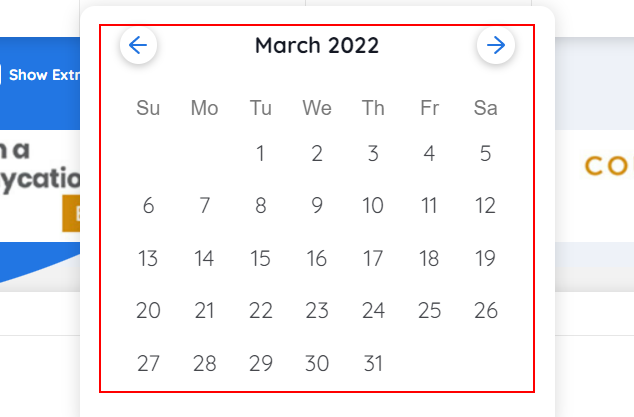 March 2022
Show Extr
Su Mo Tu We Th Fr Sa
n a
1 2 3 4 5
CO
ycatio
6 7 8 9 10 11 12
13 14 15 16 17 18 19
20 21 22 23 24 25 26
27 28 29 30 31